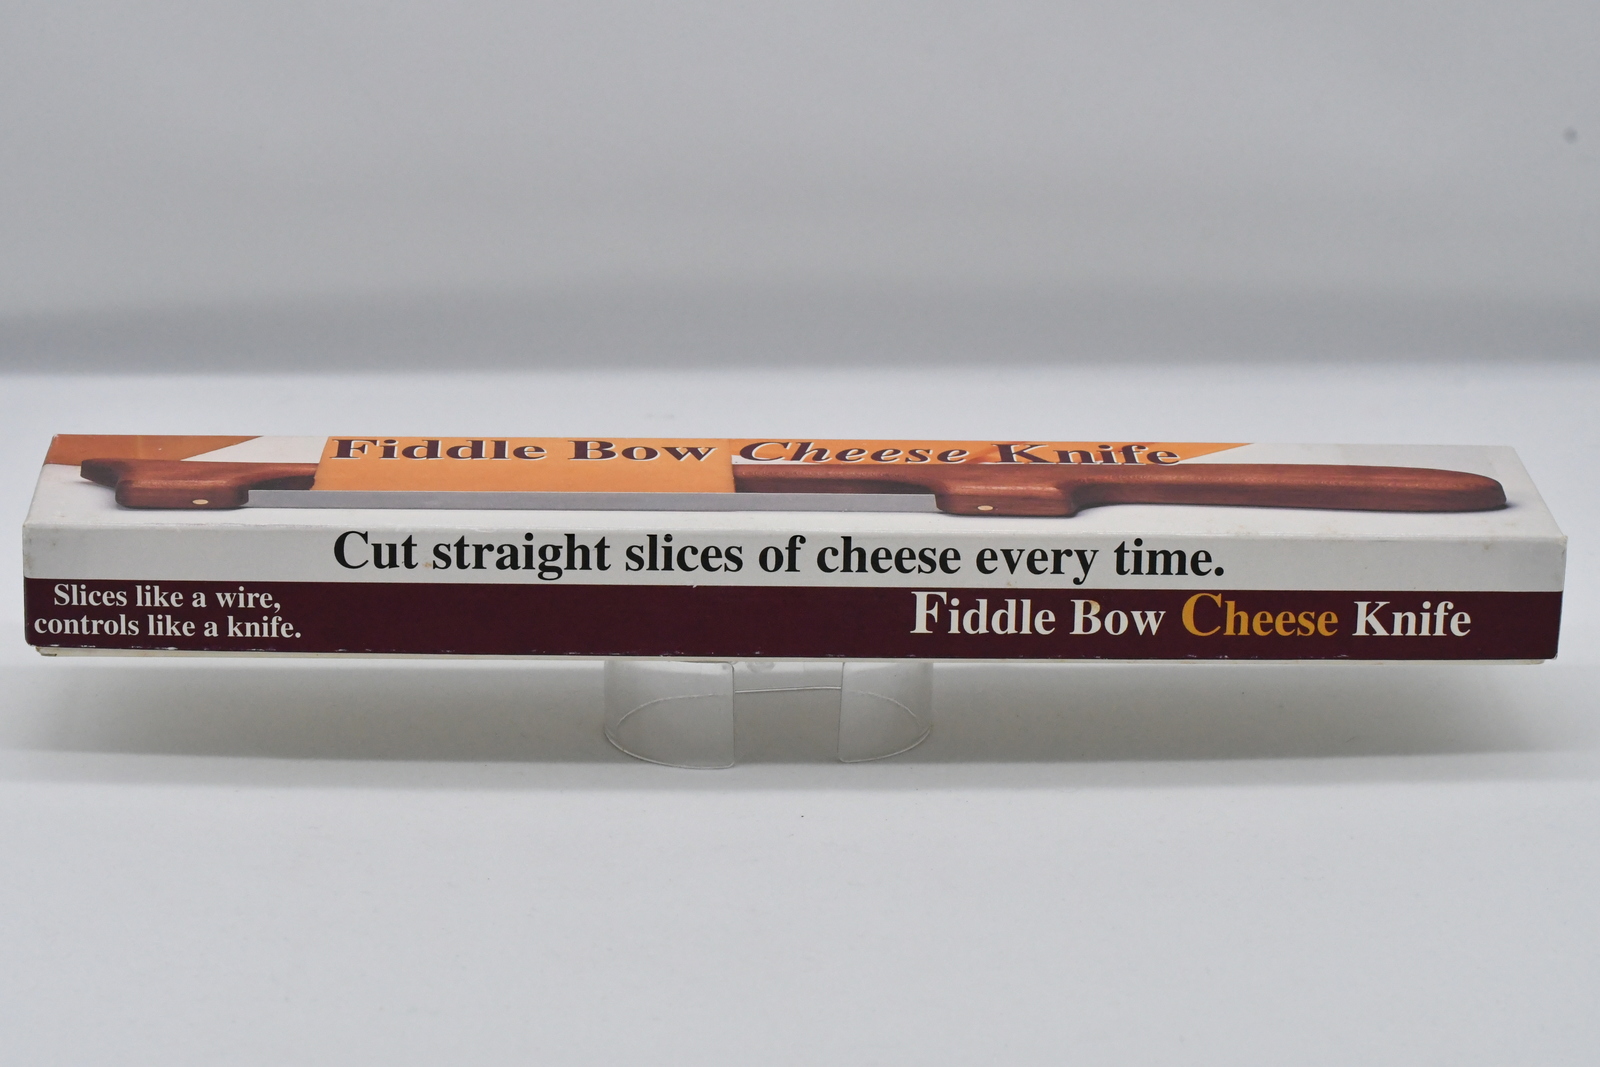 Fiddle Bow Cheese Knife
Cut straight slices of cheese every time.
Slices like a wire,
controls like a knife.
Fiddle Bow Cheese Knife